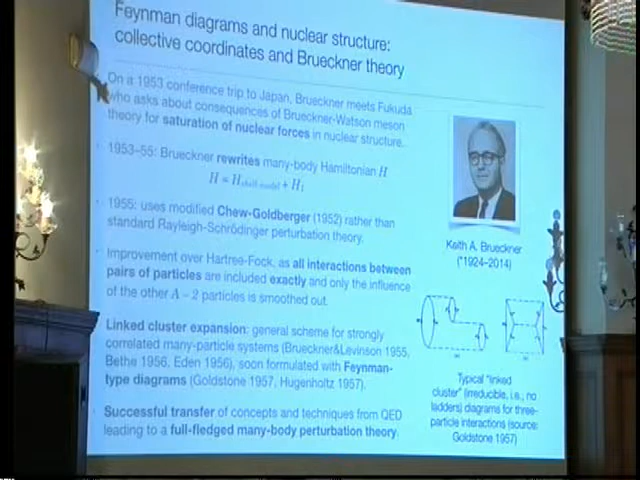 Feynman diagrams and nuclear structure:
collective coordinates and Brueckner theory
On a 1953 conference trip to Japan, Brueckner meets Fukuda
who asks about consequences of Brueckner-Watson meson
theory for saturation of nuclear forces in nuclear structure.
1953–55: Brueckner rewrites many-body Hamiltonian H
H = H_shell model + H_1
1955: uses modified Chew-Goldberger (1952) rather than
standard Rayleigh-Schrödinger perturbation theory.
Improvement over Hartree-Fock, as all interactions between
pairs of particles are included exactly and only the influence
of the other A − 2 particles is smoothed out.
Linked cluster expansion: general scheme for strongly
correlated many-particle systems (Brueckner&Levinson 1955,
Bethe 1956, Eden 1956), soon formulated with Feynman-
type diagrams (Goldstone 1957, Hugenholtz 1957).
Successful transfer of concepts and techniques from QED
leading to a full-fledged many-body perturbation theory.
Keith A. Brueckner
(*1924–2014)
Typical "linked
cluster" (irreducible, i.e., no
ladders) diagrams for three-
particle interactions (source:
Goldstone 1957)